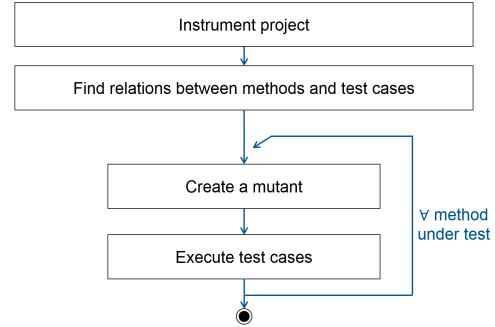 Instrument project
Find relations between methods and test cases
Create a mutant
∀ method
under test
Execute test cases